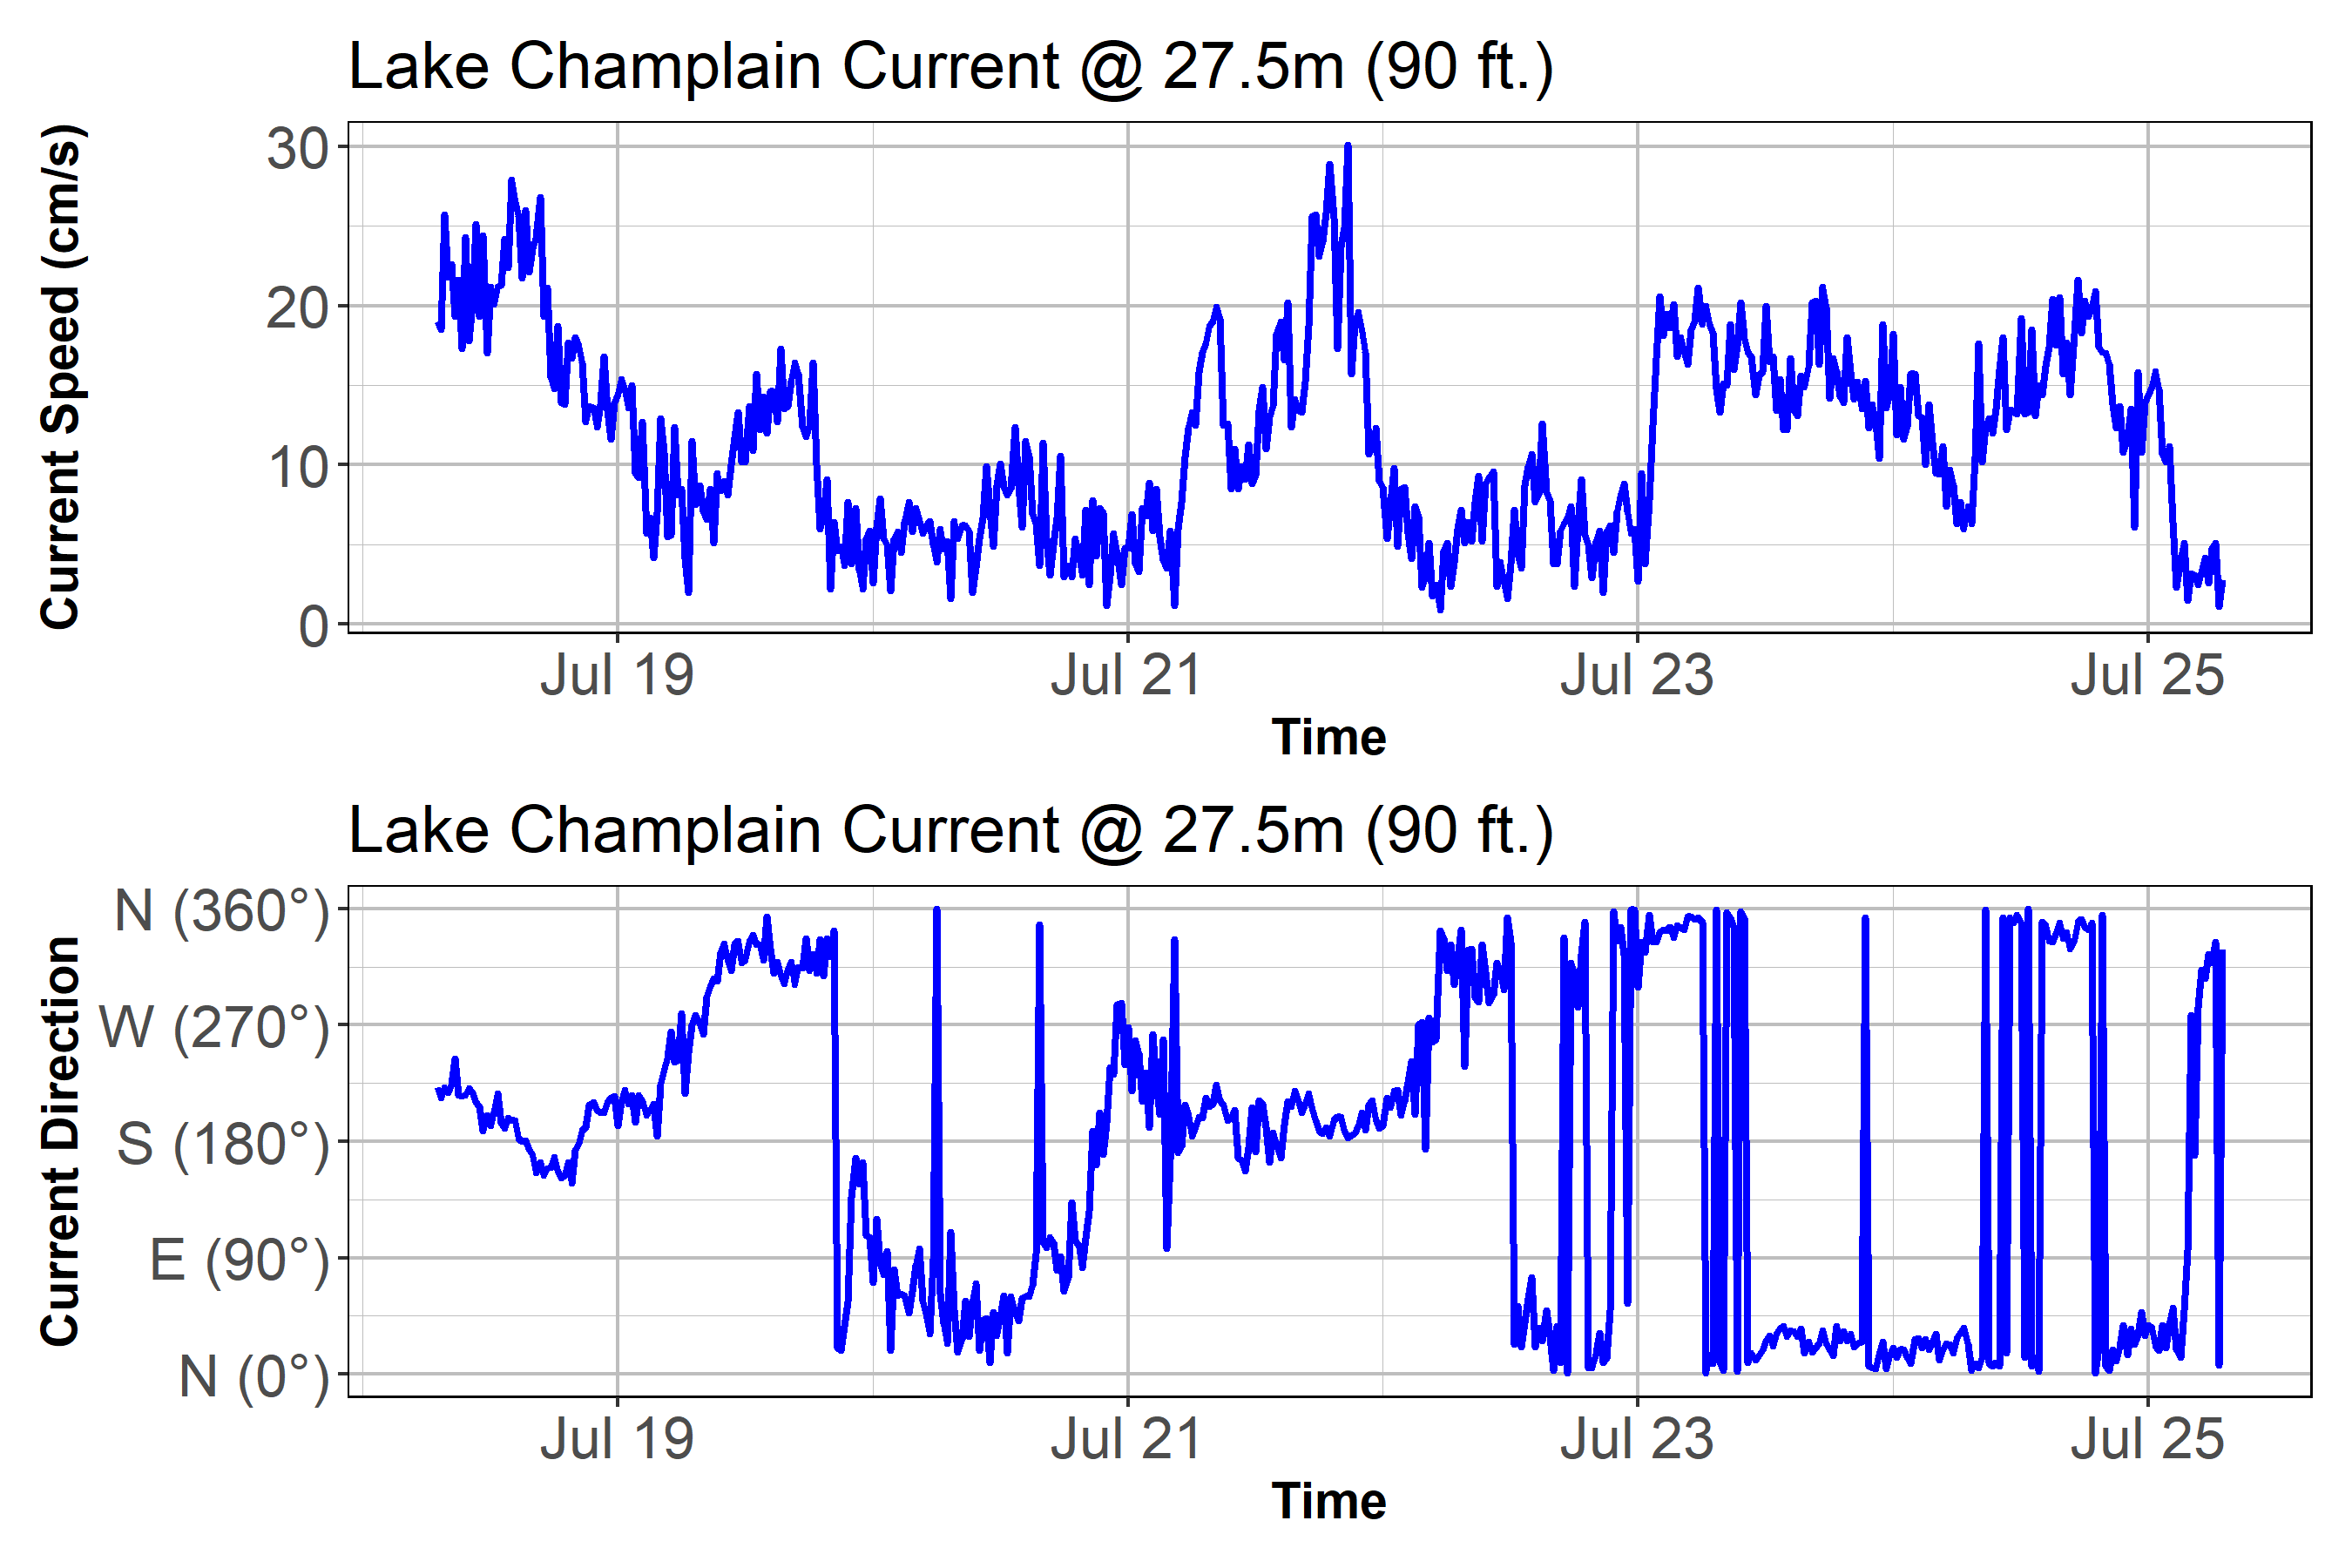 Lake Champlain Current @ 27.5m (90 ft.)
Current Speed (cm/s)
30
20
10
0
Jul 19 Jul 21 Jul 23 Jul 25
Time
Lake Champlain Current @ 27.5m (90 ft.)
Current Direction
N (360°)
W (270°)
S (180°)
E (90°)
N (0°)
Jul 19 Jul 21 Jul 23 Jul 25
Time